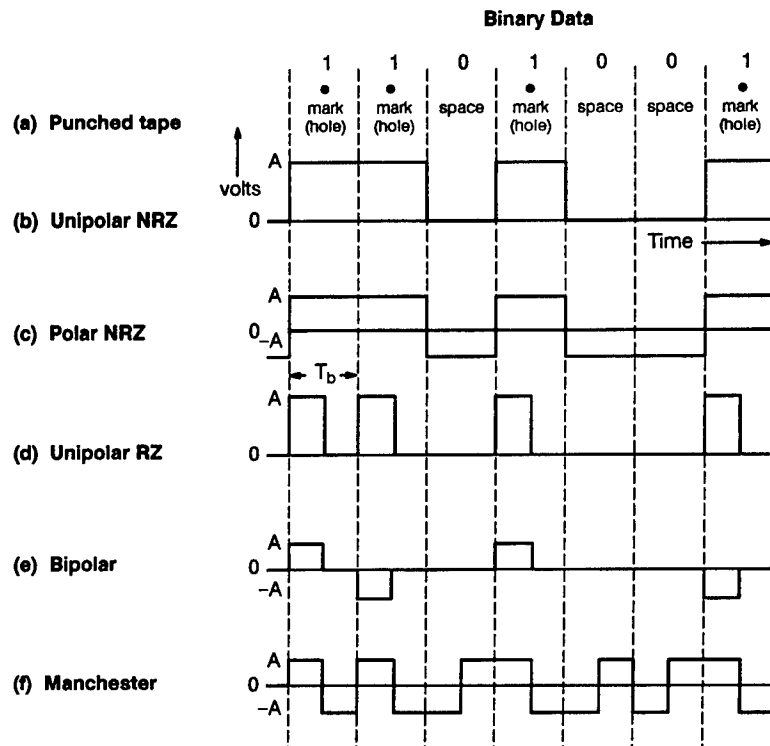 Binary Data
1 1 0 1 0 0 1
(a) Punched tape
mark (hole)
mark (hole)
space
mark (hole)
space
space
mark (hole)
A
volts
0
(b) Unipolar NRZ
Time
A
0
–A
(c) Polar NRZ
Tb
A
0
(d) Unipolar RZ
A
0
–A
(e) Bipolar
A
0
–A
(f) Manchester